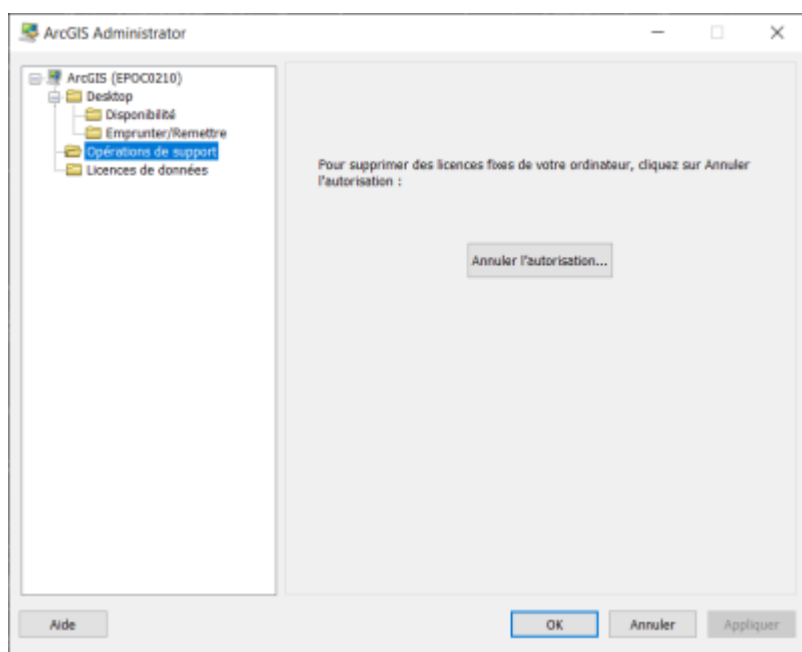 ArcGIS Administrator
ArcGIS (EPOC0210)
Desktop
Disponibilité
Emprunter/Remettre
Opérations de support
Licences de données
Pour supprimer des licences fixes de votre ordinateur, cliquez sur Annuler
l'autorisation :
Annuler l'autorisation...
Aide
OK
Annuler
Appliquer